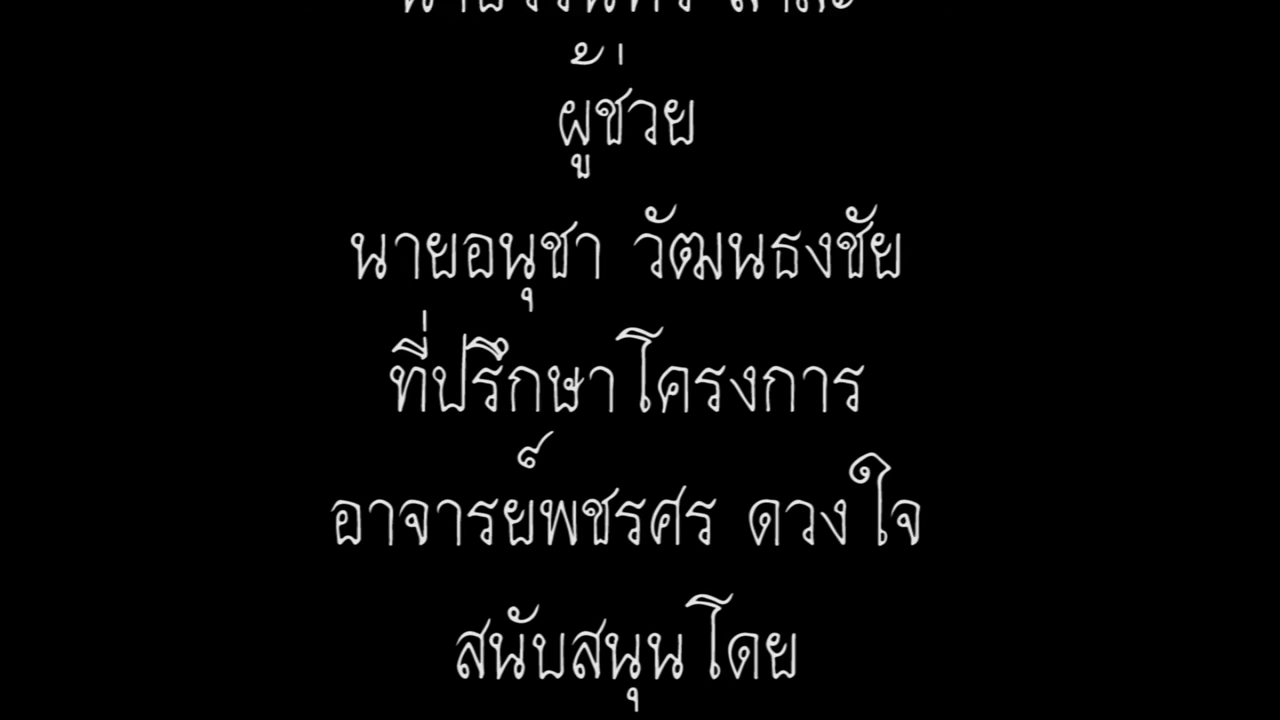 ผู้ช่วย
นายอนุชา วัฒนธงชัย
ที่ปรึกษาโครงการ
อาจารย์พชรศร ดวงใจ
สนับสนุนโดย